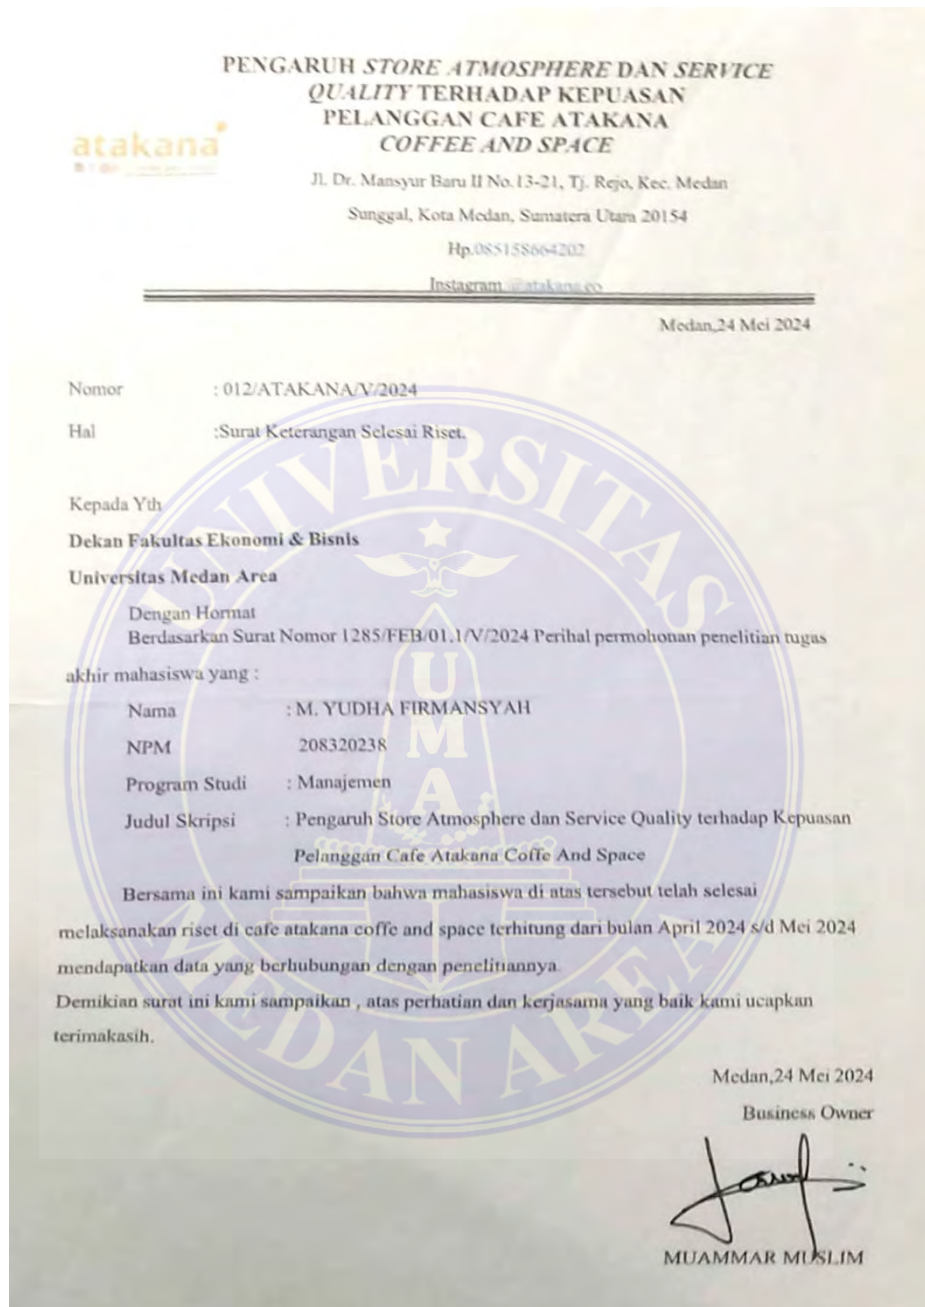 PENGARUH STORE ATMOSPHERE DAN SERVICE
QUALITY TERHADAP KEPUASAN
PELANGGAN CAFE ATAKANA
COFFEE AND SPACE
atakana
Jl. Dr. Mansyur Baru II No.13-21, Tj. Rejo, Kec. Medan
Sunggal, Kota Medan, Sumatera Utara 20154
Hp.085158664202
Instagram @atakana.co
Medan,24 Mei 2024
Nomor : 012/ATAKANA/V/2024
Hal :Surat Keterangan Selesai Riset.
Kepada Yth
Dekan Fakultas Ekonomi & Bisnis
Universitas Medan Area
Dengan Hormat
Berdasarkan Surat Nomor 1285/FEB/01.1/V/2024 Perihal permohonan penelitian tugas
akhir mahasiswa yang :
Nama : M. YUDHA FIRMANSYAH
NPM 208320238
Program Studi : Manajemen
Judul Skripsi : Pengaruh Store Atmosphere dan Service Quality terhadap Kepuasan
Pelanggan Cafe Atakana Coffe And Space
Bersama ini kami sampaikan bahwa mahasiswa di atas tersebut telah selesai
melaksanakan riset di cafe atakana coffe and space terhitung dari bulan April 2024 s/d Mei 2024
mendapatkan data yang berhubungan dengan penelitiannya.
Demikian surat ini kami sampaikan , atas perhatian dan kerjasama yang baik kami ucapkan
terimakasih.
Medan,24 Mei 2024
Business Owner
MUAMMAR MUSLIM
UNIVERSITAS
UMA
MEDAN AREA